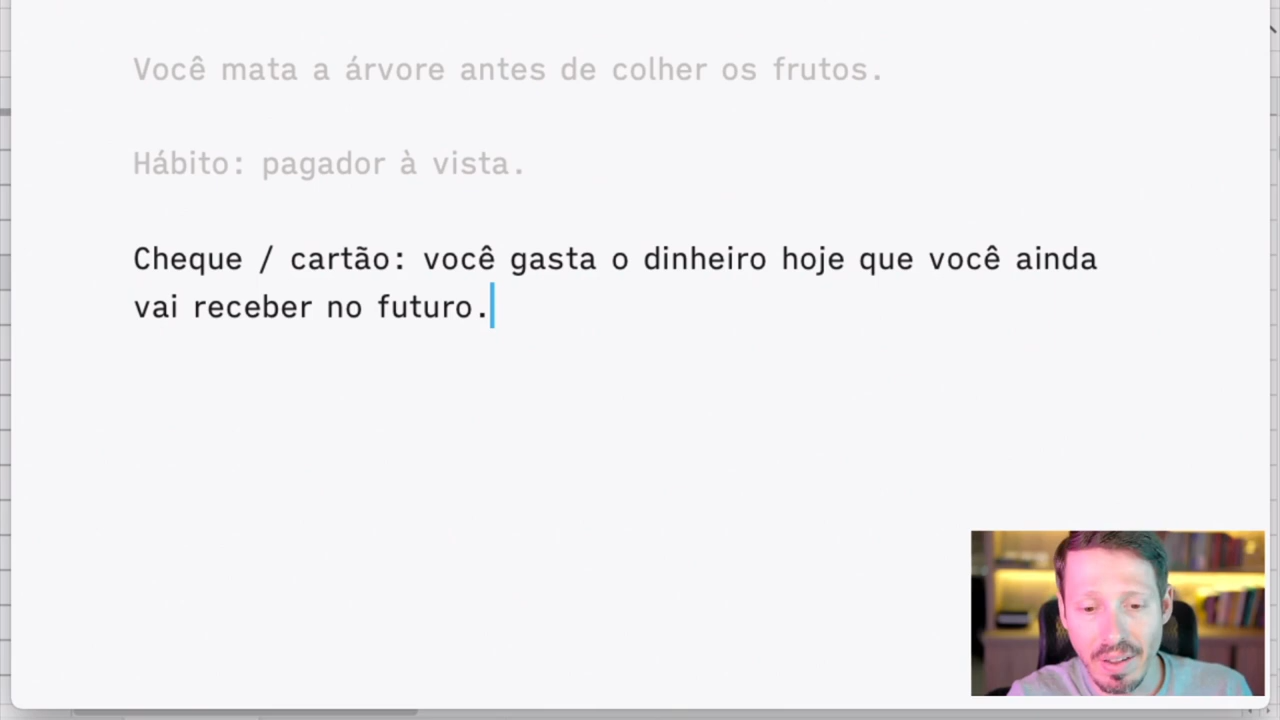 Você mata a árvore antes de colher os frutos.
Hábito: pagador à vista.
Cheque / cartão: você gasta o dinheiro hoje que você ainda
vai receber no futuro.